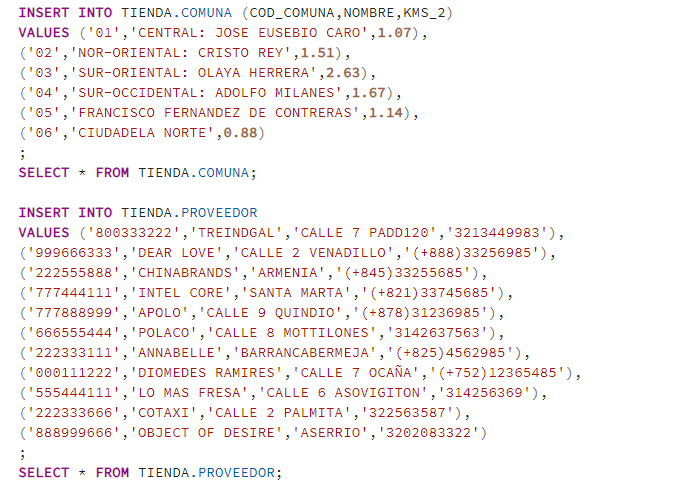 INSERT INTO TIENDA.COMUNA (COD_COMUNA,NOMBRE,KMS_2)
VALUES ('01','CENTRAL: JOSE EUSEBIO CARO',1.07),
('02','NOR-ORIENTAL: CRISTO REY',1.51),
('03','SUR-ORIENTAL: OLAYA HERRERA',2.63),
('04','SUR-OCCIDENTAL: ADOLFO MILANES',1.67),
('05','FRANCISCO FERNANDEZ DE CONTRERAS',1.14),
('06','CIUDADELA NORTE',0.88)
;
SELECT * FROM TIENDA.COMUNA;
INSERT INTO TIENDA.PROVEEDOR
VALUES ('800333222','TREINDGAL','CALLE 7 PADD120','3213449983'),
('999666333','DEAR LOVE','CALLE 2 VENADILLO','(+888)33256985'),
('222555888','CHINABRANDS','ARMENIA','(+845)33255685'),
('777444111','INTEL CORE','SANTA MARTA','(+821)33745685'),
('777888999','APOLO','CALLE 9 QUINDIO','(+878)31236985'),
('666555444','POLACO','CALLE 8 MOTTILONES','3142637563'),
('222333111','ANNABELLE','BARRANCABERMEJA','(+825)4562985'),
('000111222','DIOMEDES RAMIRES','CALLE 7 OCAÑA','(+752)12365485'),
('555444111','LO MAS FRESA','CALLE 6 ASOVIGITON','314256369'),
('222333666','COTAXI','CALLE 2 PALMITA','322563587'),
('888999666','OBJECT OF DESIRE','ASERRIO','3202083322')
;
SELECT * FROM TIENDA.PROVEEDOR;